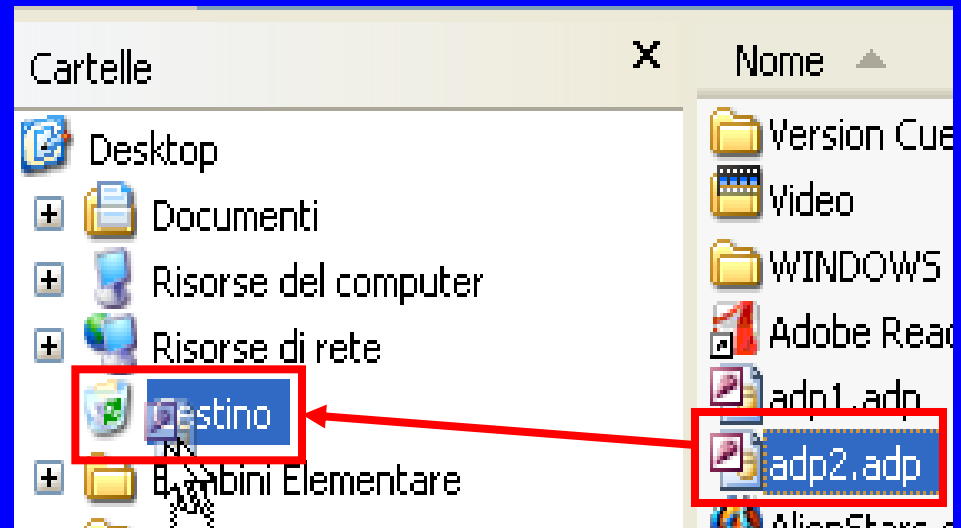 Cartelle
Desktop
Documenti
Risorse del computer
Risorse di rete
Cestino
Bambini Elementare
Nome
Version Cue
Video
WINDOWS
Adobe Read
adp1.adp
adp2.adp